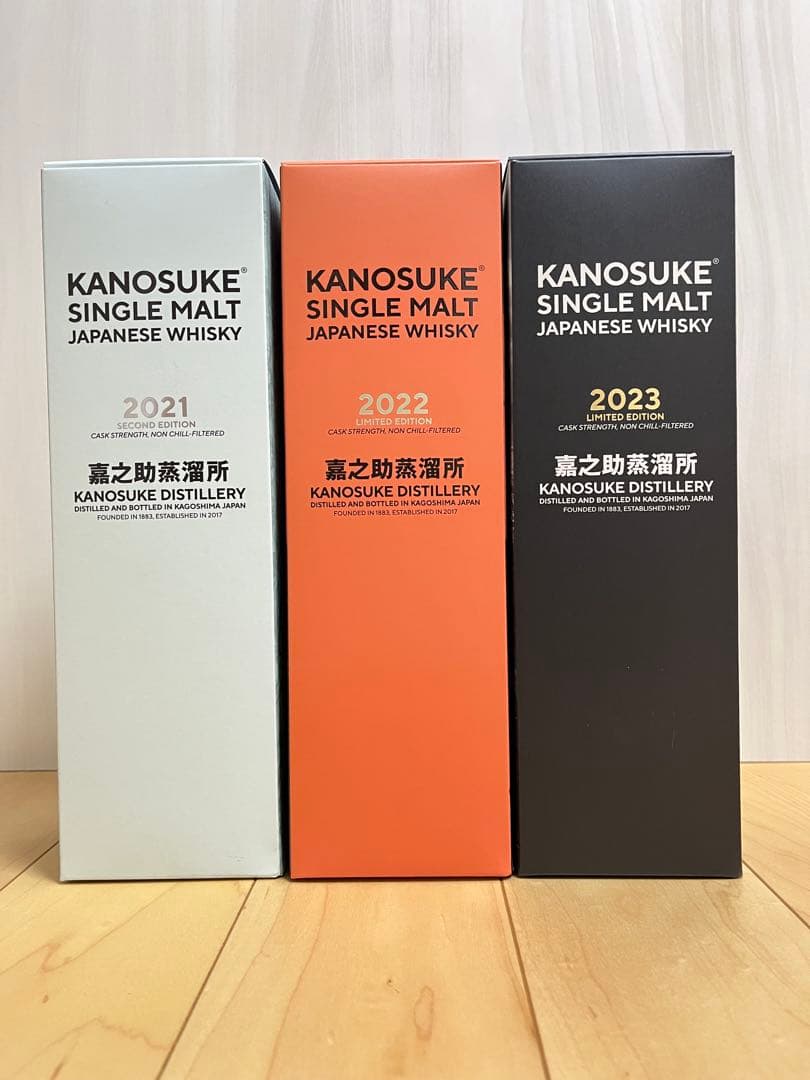 KANOSUKE®
SINGLE MALT
JAPANESE WHISKY
2021
SECOND EDITION
CASK STRENGTH, NON CHILL-FILTERED
嘉之助蒸溜所
KANOSUKE DISTILLERY
DISTILLED AND BOTTLED IN KAGOSHIMA JAPAN
FOUNDED IN 1883, ESTABLISHED IN 2017
KANOSUKE®
SINGLE MALT
JAPANESE WHISKY
2022
LIMITED EDITION
CASK STRENGTH, NON CHILL-FILTERED
嘉之助蒸溜所
KANOSUKE DISTILLERY
DISTILLED AND BOTTLED IN KAGOSHIMA JAPAN
FOUNDED IN 1883, ESTABLISHED IN 2017
KANOSUKE®
SINGLE MALT
JAPANESE WHISKY
2023
LIMITED EDITION
CASK STRENGTH, NON CHILL-FILTERED
嘉之助蒸溜所
KANOSUKE DISTILLERY
DISTILLED AND BOTTLED IN KAGOSHIMA JAPAN
FOUNDED IN 1883, ESTABLISHED IN 2017